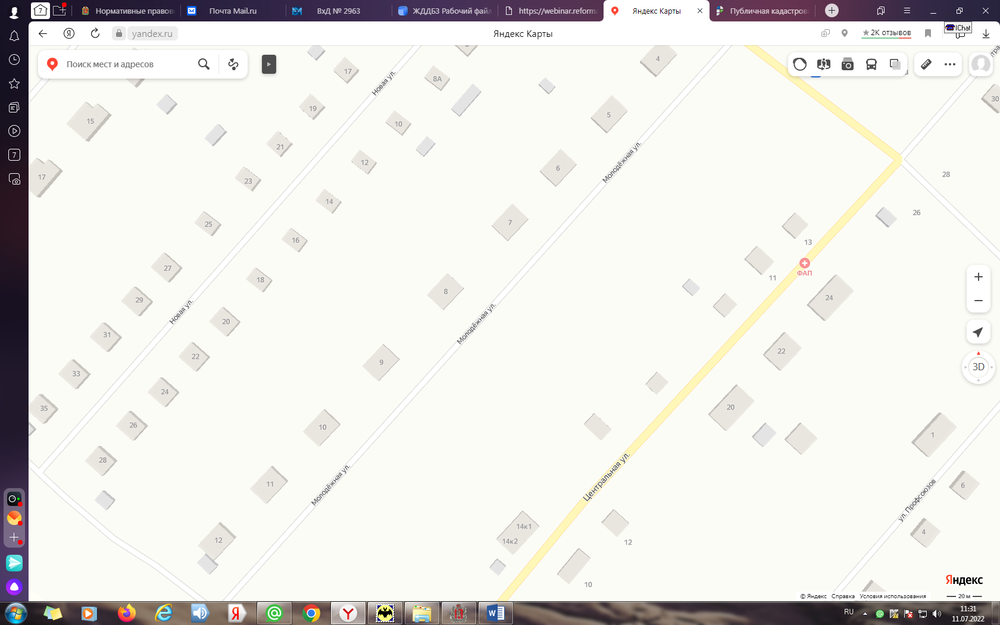 7
Нормативные правов
Почта Mail.ru
ВхД № 2963
ЖДДБЗ Рабочий файл
https://webinar.reforma
Яндекс Карты
Публичная кадастрова
yandex.ru
Яндекс Карты
2К отзывов
IChat
Поиск мест и адресов
7
Новая ул.
Новая ул.
Молодёжная ул.
Молодёжная ул.
Молодёжная ул.
Центральная ул.
ул. Профсоюзов
ФАП
17
8А
4
30
15
19
10
5
21
12
6
28
17
23
14
26
25
16
7
13
27
18
8
11
24
29
20
31
22
9
22
33
24
20
35
26
10
1
28
11
6
12
14к1
14к2
12
4
10
3D
Яндекс
© Яндекс Справка Условия использования
20 м
RU
11:31
11.07.2022